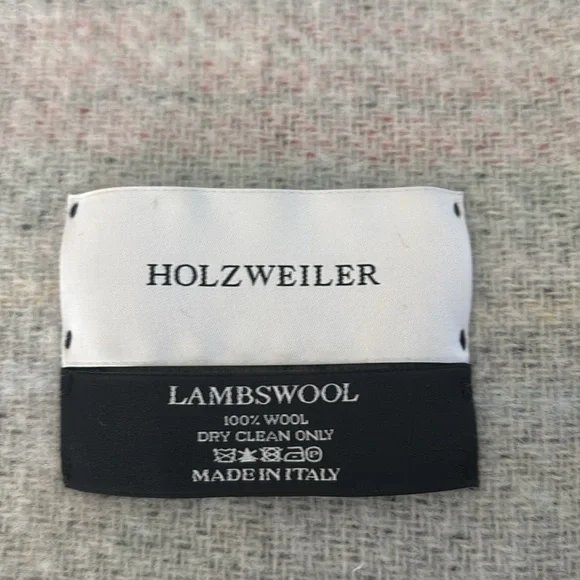 HOLZWEILER
LAMBSWOOL
100% WOOL
DRY CLEAN ONLY
MADE IN ITALY